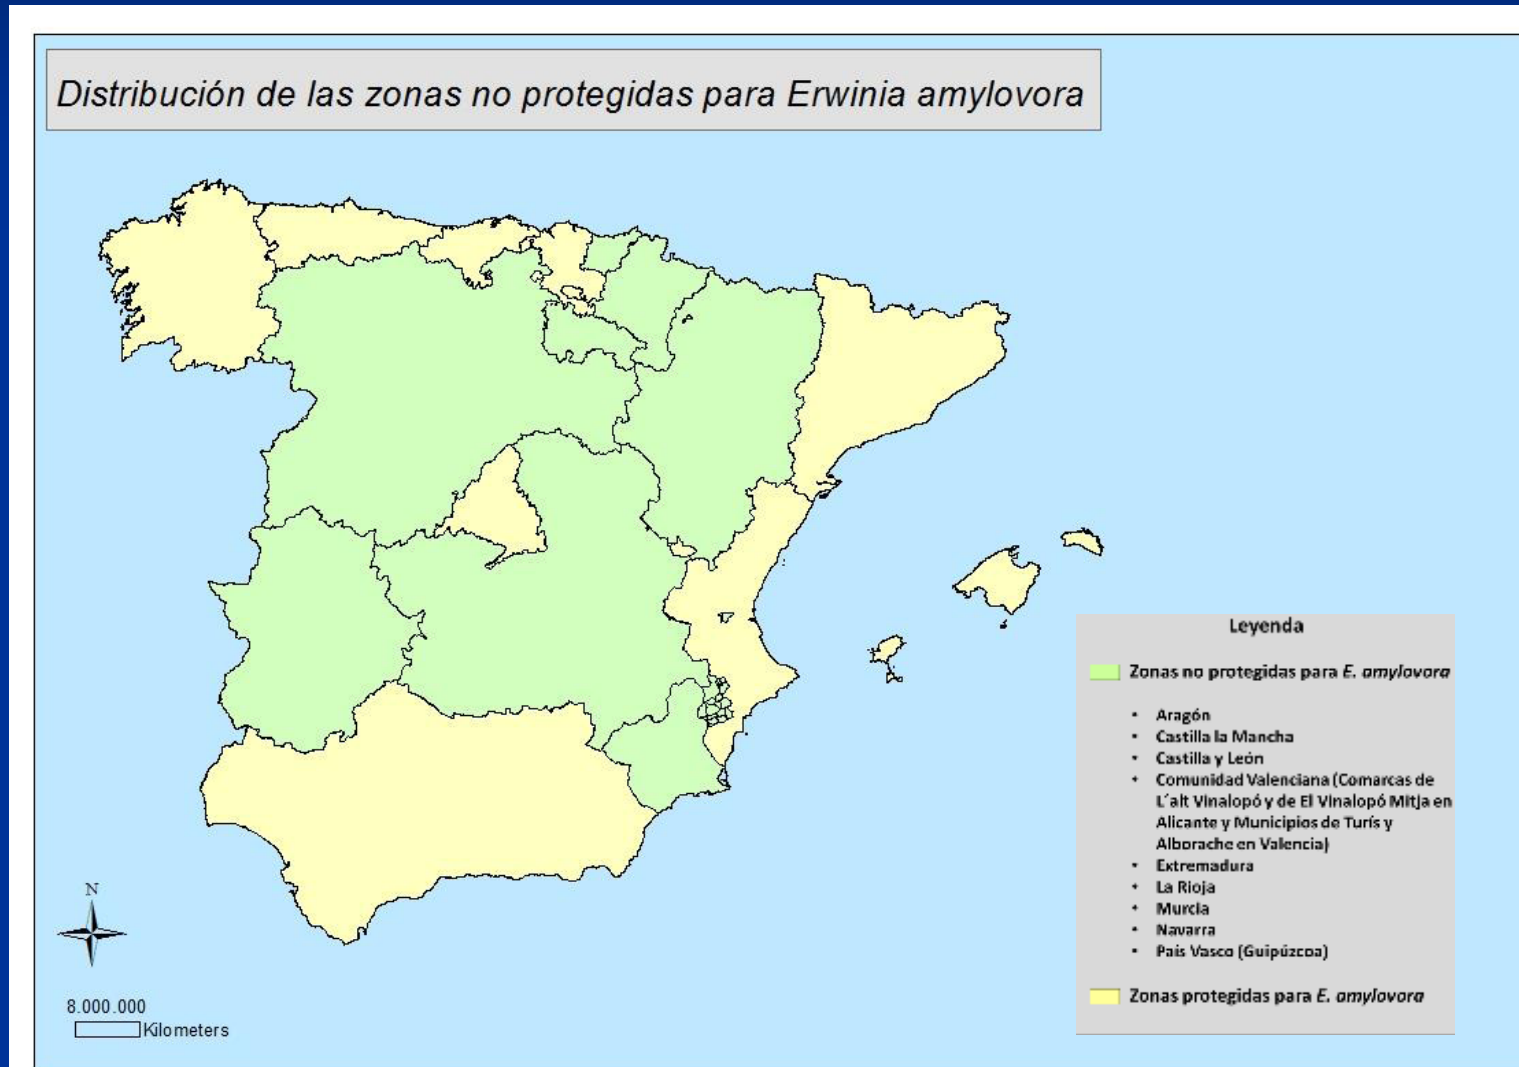 Distribución de las zonas no protegidas para Erwinia amylovora
N
8.000.000
Kilometers
Leyenda
Zonas no protegidas para E. amylovora
• Aragón
• Castilla la Mancha
• Castilla y León
• Comunidad Valenciana (Comarcas de
L´alt Vinalopó y de El Vinalopó Mitja en
Alicante y Municipios de Turís y
Alborache en Valencia)
• Extremadura
• La Rioja
• Murcia
• Navarra
• País Vasco (Guipúzcoa)
Zonas protegidas para E. amylovora